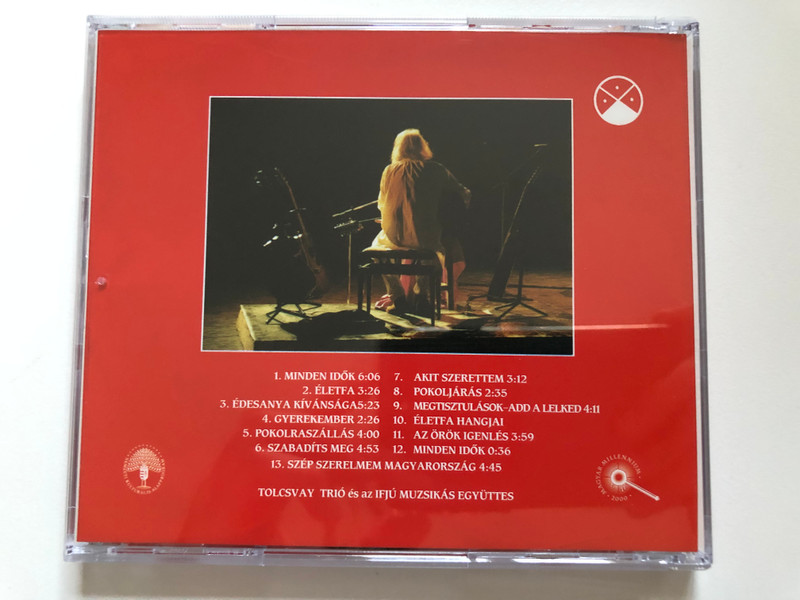 1. MINDEN IDŐK 6:06
2. ÉLETFA 3:26
3. ÉDESANYA KÍVÁNSÁGA5:23
4. GYEREKEMBER 2:26
5. POKOLRASZÁLLÁS 4:00
6. SZABADÍTS MEG 4:53
7. AKIT SZERETTEM 3:12
8. POKOLJÁRÁS 2:35
9. MEGTISZTULÁSOK-ADD A LELKED 4:11
10. ÉLETFA HANGJAI
11. AZ ÖRÖK IGENLÉS 3:59
12. MINDEN IDŐK 0:36
13. SZÉP SZERELMEM MAGYARORSZÁG 4:45
TOLCSVAY TRIÓ és az IFJÚ MUZSIKÁS EGYÜTTES
MAGYAR MILLENNIUM
2000